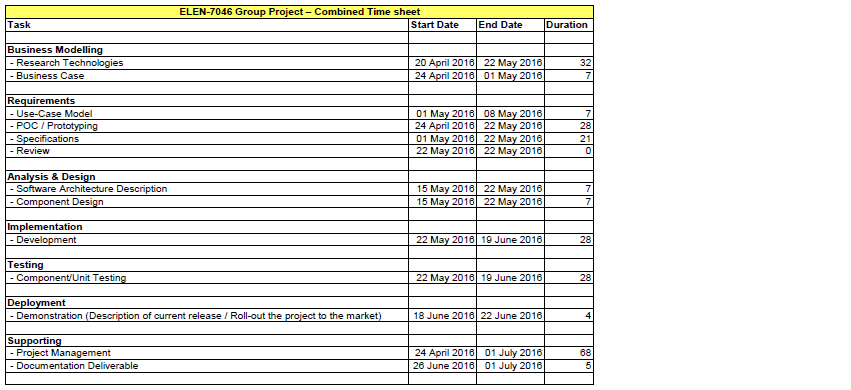 ELEN-7046 Group Project – Combined Time sheet
Task Start Date End Date Duration
Business Modelling
- Research Technologies 20 April 2016 22 May 2016 32
- Business Case 24 April 2016 01 May 2016 7
Requirements
- Use-Case Model 01 May 2016 08 May 2016 7
- POC / Prototyping 24 April 2016 22 May 2016 28
- Specifications 01 May 2016 22 May 2016 21
- Review 22 May 2016 22 May 2016 0
Analysis & Design
- Software Architecture Description 15 May 2016 22 May 2016 7
- Component Design 15 May 2016 22 May 2016 7
Implementation
- Development 22 May 2016 19 June 2016 28
Testing
- Component/Unit Testing 22 May 2016 19 June 2016 28
Deployment
- Demonstration (Description of current release / Roll-out the project to the market) 18 June 2016 22 June 2016 4
Supporting
- Project Management 24 April 2016 01 July 2016 68
- Documentation Deliverable 26 June 2016 01 July 2016 5